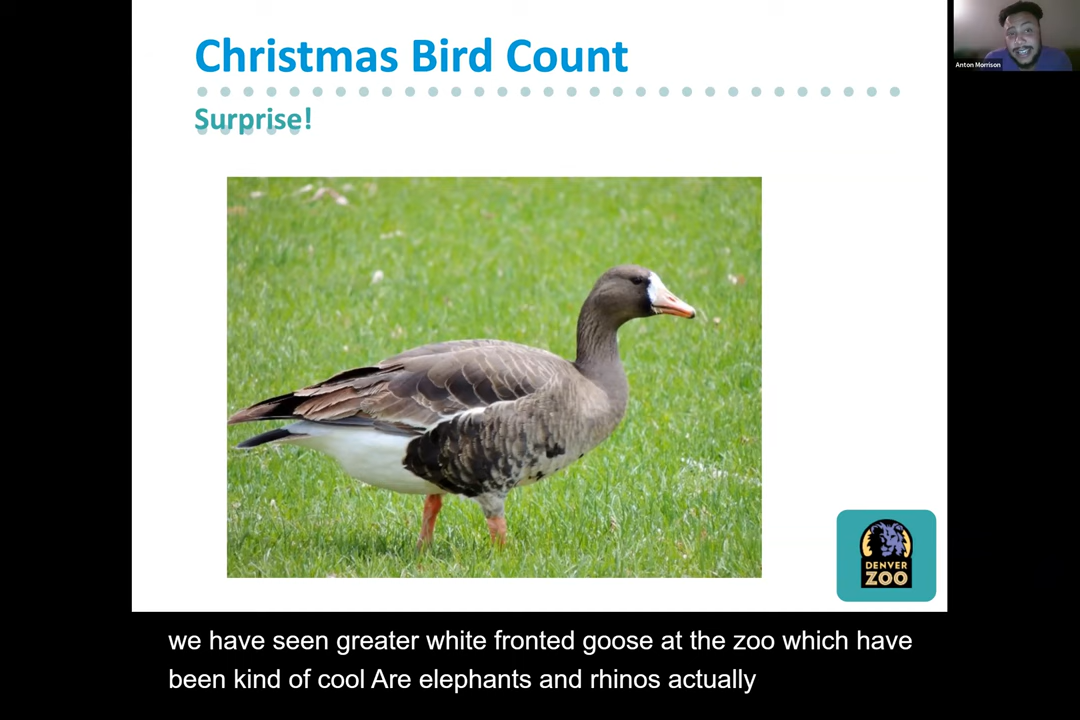 Christmas Bird Count
Anton Morrison
Surprise!
DENVER
ZOO
we have seen greater white fronted goose at the zoo which have
been kind of cool Are elephants and rhinos actually